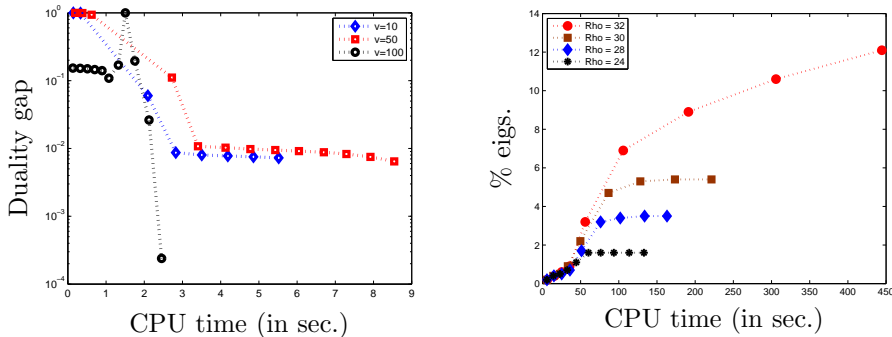 10⁰
10⁻¹
10⁻²
10⁻³
10⁻⁴
Duality gap
v=10
v=50
v=100
0 1 2 3 4 5 6 7 8 9
CPU time (in sec.)
14
12
10
8
6
4
2
0
% eigs.
Rho = 32
Rho = 30
Rho = 28
Rho = 24
0 50 100 150 200 250 300 350 400 450
CPU time (in sec.)